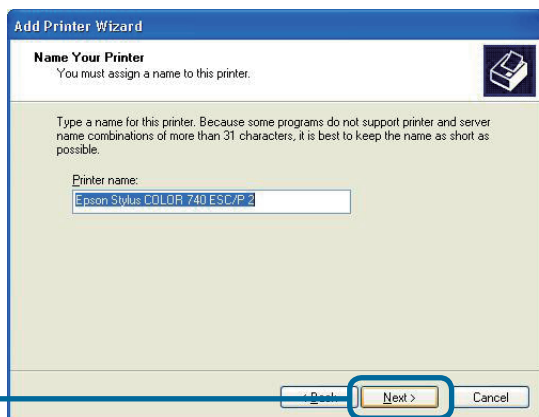 Add Printer Wizard
Name Your Printer
You must assign a name to this printer.
Type a name for this printer. Because some programs do not support printer and server
name combinations of more than 31 characters, it is best to keep the name as short as
possible.
Printer name:
Epson Stylus COLOR 740 ESC/P 2
< Back
Next >
Cancel